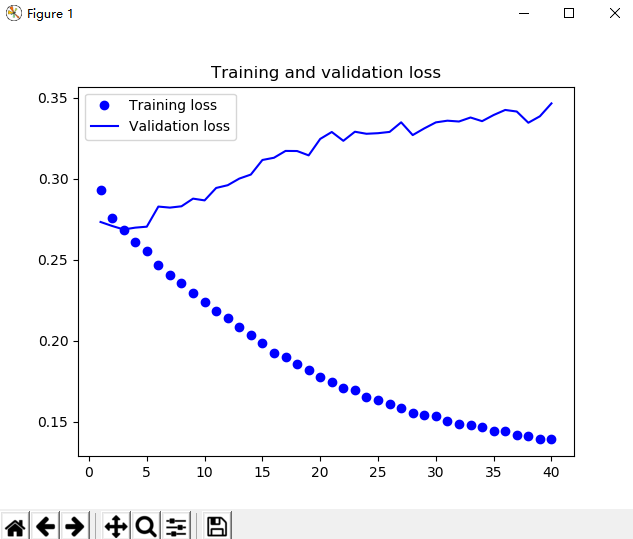 Figure 1
Training and validation loss
Training loss
Validation loss
0.35
0.30
0.25
0.20
0.15
0 5 10 15 20 25 30 35 40